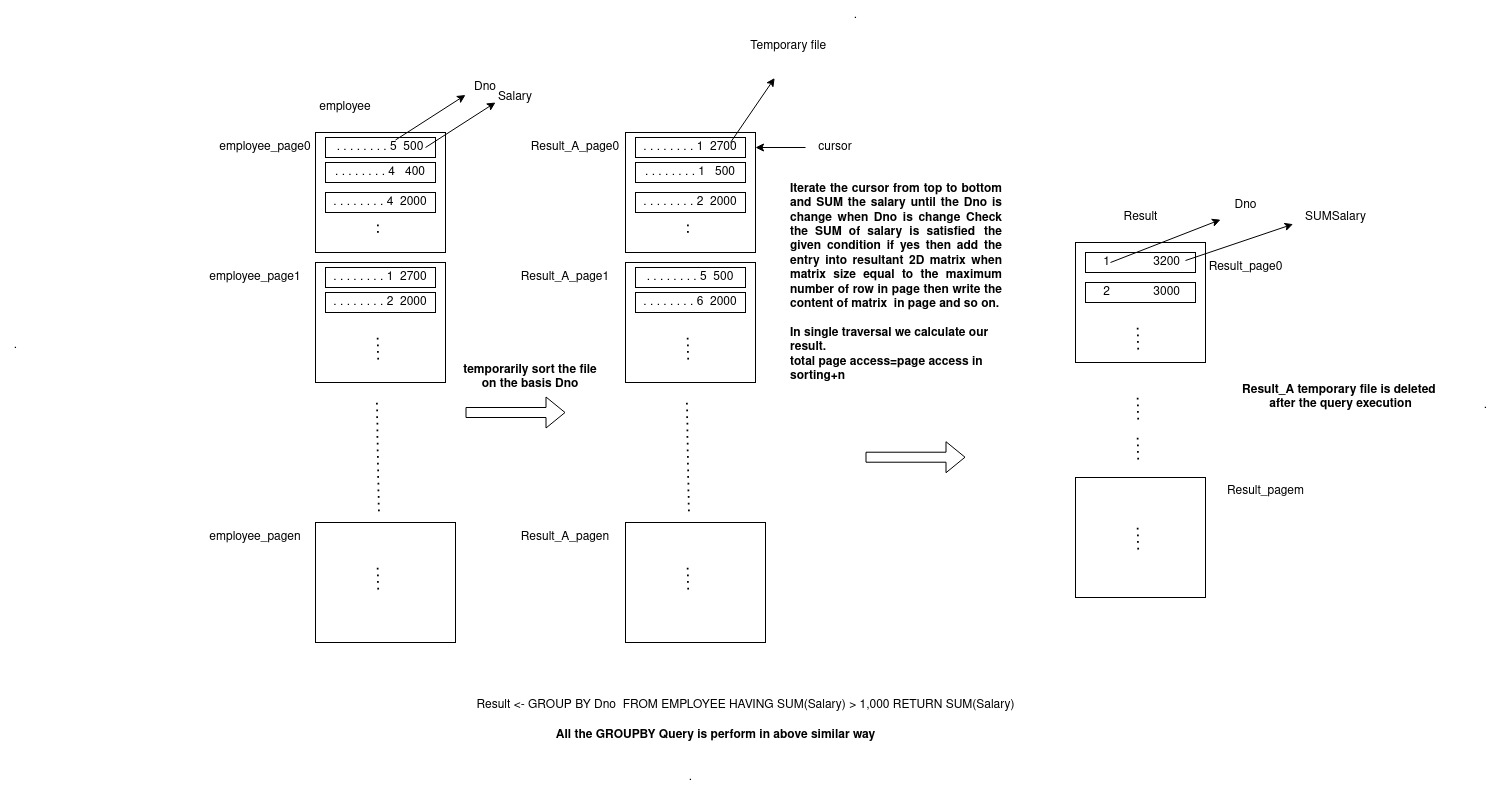 Temporary file
Dno
Salary
employee
employee_page0
. . . . . . . . 5 500
. . . . . . . . 4 400
. . . . . . . . 4 2000
employee_page1
. . . . . . . . 1 2700
. . . . . . . . 2 2000
employee_pagen
temporarily sort the file
on the basis Dno
Result_A_page0
. . . . . . . . 1 2700
. . . . . . . . 1 500
. . . . . . . . 2 2000
Result_A_page1
. . . . . . . . 5 500
. . . . . . . . 6 2000
Result_A_pagen
cursor
Iterate the cursor from top to bottom
and SUM the salary until the Dno is
change when Dno is change Check
the SUM of salary is satisfied the
given condition if yes then add the
entry into resultant 2D matrix when
matrix size equal to the maximum
number of row in page then write the
content of matrix in page and so on.
In single traversal we calculate our
result.
total page access=page access in
sorting+n
Result
Dno
SUMSalary
1 3200
Result_page0
2 3000
Result_A temporary file is deleted
after the query execution
Result_pagem
Result <- GROUP BY Dno FROM EMPLOYEE HAVING SUM(Salary) > 1,000 RETURN SUM(Salary)
All the GROUPBY Query is perform in above similar way